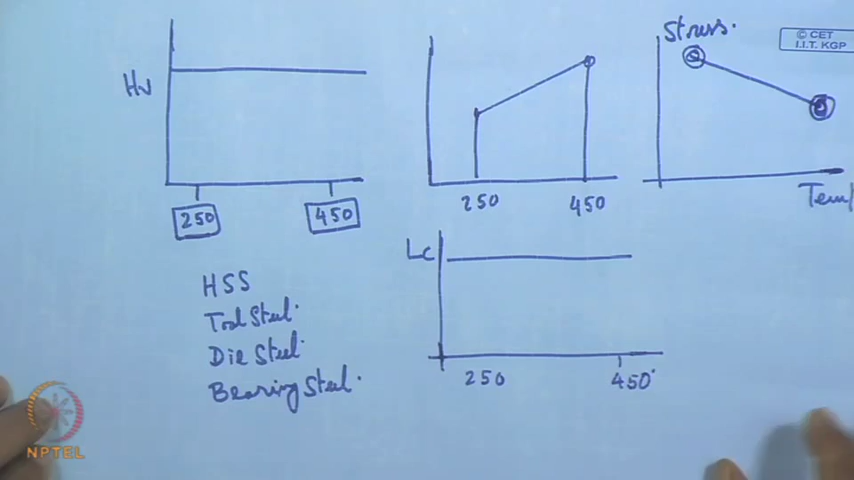 Stress.
© CET
I.I.T. KGP
Hv
250
450
250
450
Temp
Lc
HSS
Tool Steel.
Die Steel.
Bearing Steel.
250
450°
NPTEL